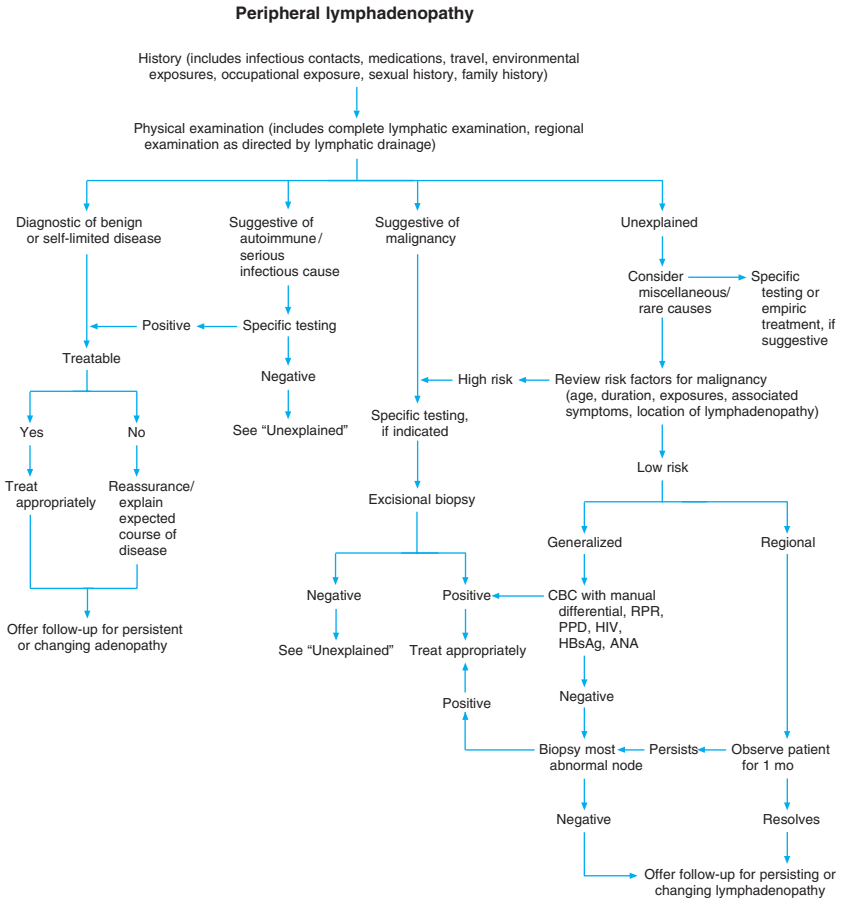 Peripheral lymphadenopathy
History (includes infectious contacts, medications, travel, environmental
exposures, occupational exposure, sexual history, family history)
Physical examination (includes complete lymphatic examination, regional
examination as directed by lymphatic drainage)
Diagnostic of benign
or self-limited disease
Suggestive of
autoimmune/
serious
infectious cause
Suggestive of
malignancy
Unexplained
Consider
miscellaneous/
rare causes
Specific
testing or
empiric
treatment, if
suggestive
Positive
Specific testing
Treatable
Negative
High risk
Review risk factors for malignancy
(age, duration, exposures, associated
symptoms, location of lymphadenopathy)
Yes
No
See “Unexplained”
Specific testing,
if indicated
Low risk
Treat
appropriately
Reassurance/
explain
expected
course of
disease
Excisional biopsy
Generalized
Regional
Negative
Positive
CBC with manual
differential, RPR,
PPD, HIV,
HBsAg, ANA
Offer follow-up for persistent
or changing adenopathy
See “Unexplained”
Treat appropriately
Positive
Negative
Biopsy most
abnormal node
Persists
Observe patient
for 1 mo
Negative
Resolves
Offer follow-up for persisting or
changing lymphadenopathy